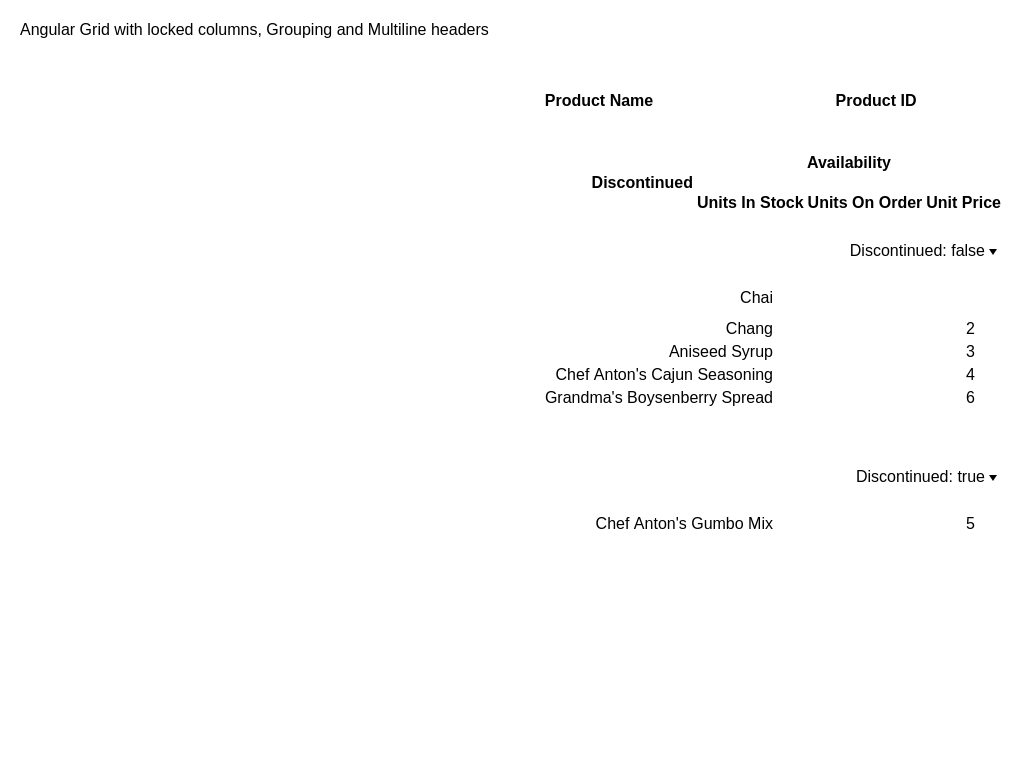 Angular Grid with locked columns, Grouping and Multiline headers
Product Name Product ID
Availability
Discontinued
Units In Stock Units On Order Unit Price
Discontinued: false
Chai
Chang 2
Aniseed Syrup 3
Chef Anton's Cajun Seasoning 4
Grandma's Boysenberry Spread 6
Discontinued: true
Chef Anton's Gumbo Mix 5